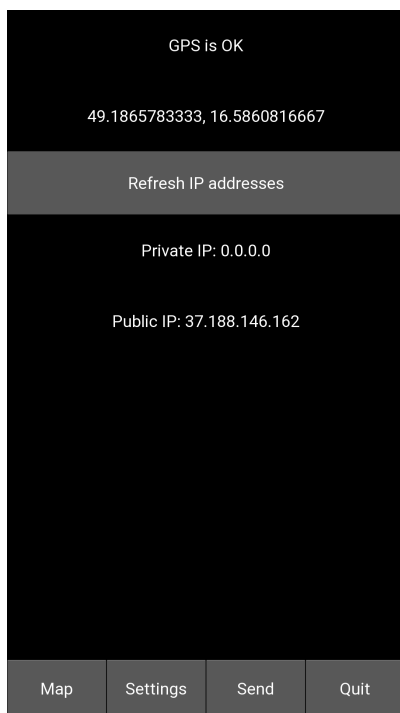 GPS is OK
49.1865783333, 16.5860816667
Refresh IP addresses
Private IP: 0.0.0.0
Public IP: 37.188.146.162
Map
Settings
Send
Quit